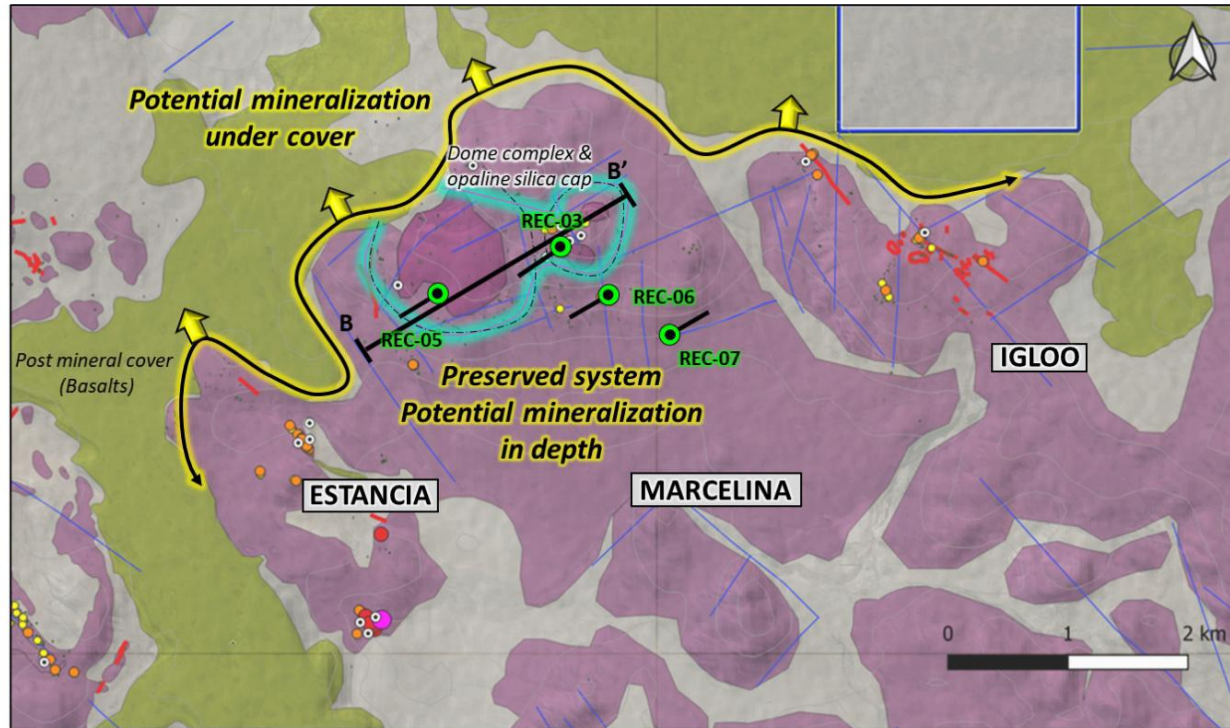 Potential mineralization
under cover
Dome complex &
opaline silica cap
B'
REC-03
REC-06
B
REC-05
REC-07
Post mineral cover
(Basalts)
IGLOO
Preserved system
Potential mineralization
in depth
ESTANCIA
MARCELINA
0 1 2 km